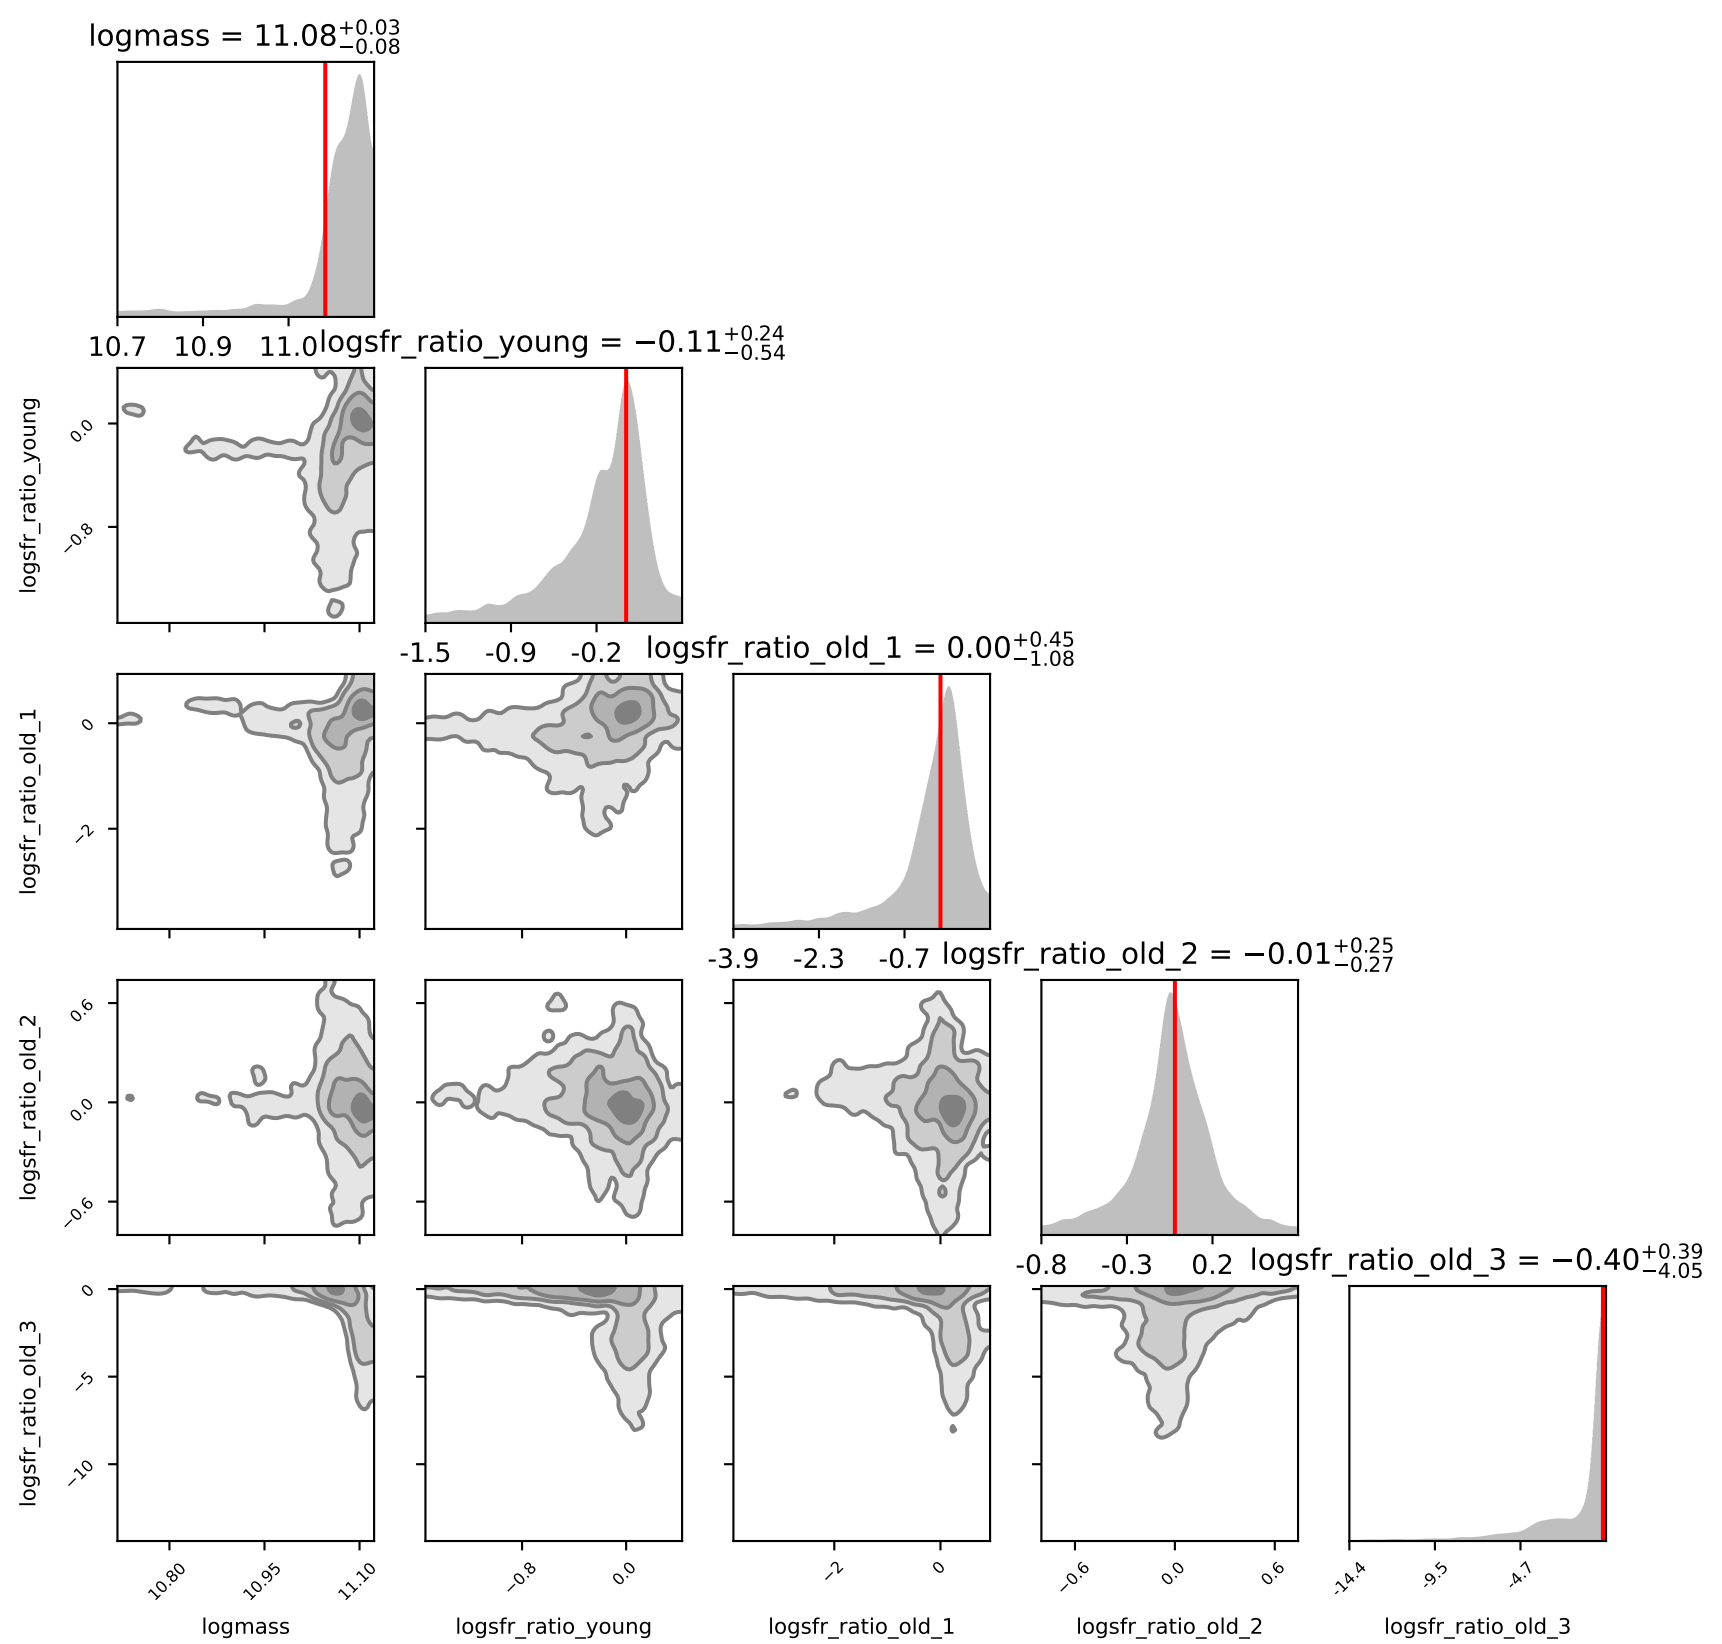 logmass = 11.08+0.03−0.08
10.7 10.9 11.0
logsfr_ratio_young = −0.11+0.24−0.54
logsfr_ratio_young
0.0
−0.8
-1.5 -0.9 -0.2
logsfr_ratio_old_1 = 0.00+0.45−1.08
logsfr_ratio_old_1
0
−2
-3.9 -2.3 -0.7
logsfr_ratio_old_2 = −0.01+0.25−0.27
logsfr_ratio_old_2
0.6
0.0
−0.6
-0.8 -0.3 0.2
logsfr_ratio_old_3 = −0.40+0.39−4.05
logsfr_ratio_old_3
0
−5
−10
10.80 10.95 11.10
−0.8 0.0
−2 0
−0.6 0.0 0.6
-14.4 -9.5 -4.7
logmass
logsfr_ratio_young
logsfr_ratio_old_1
logsfr_ratio_old_2
logsfr_ratio_old_3